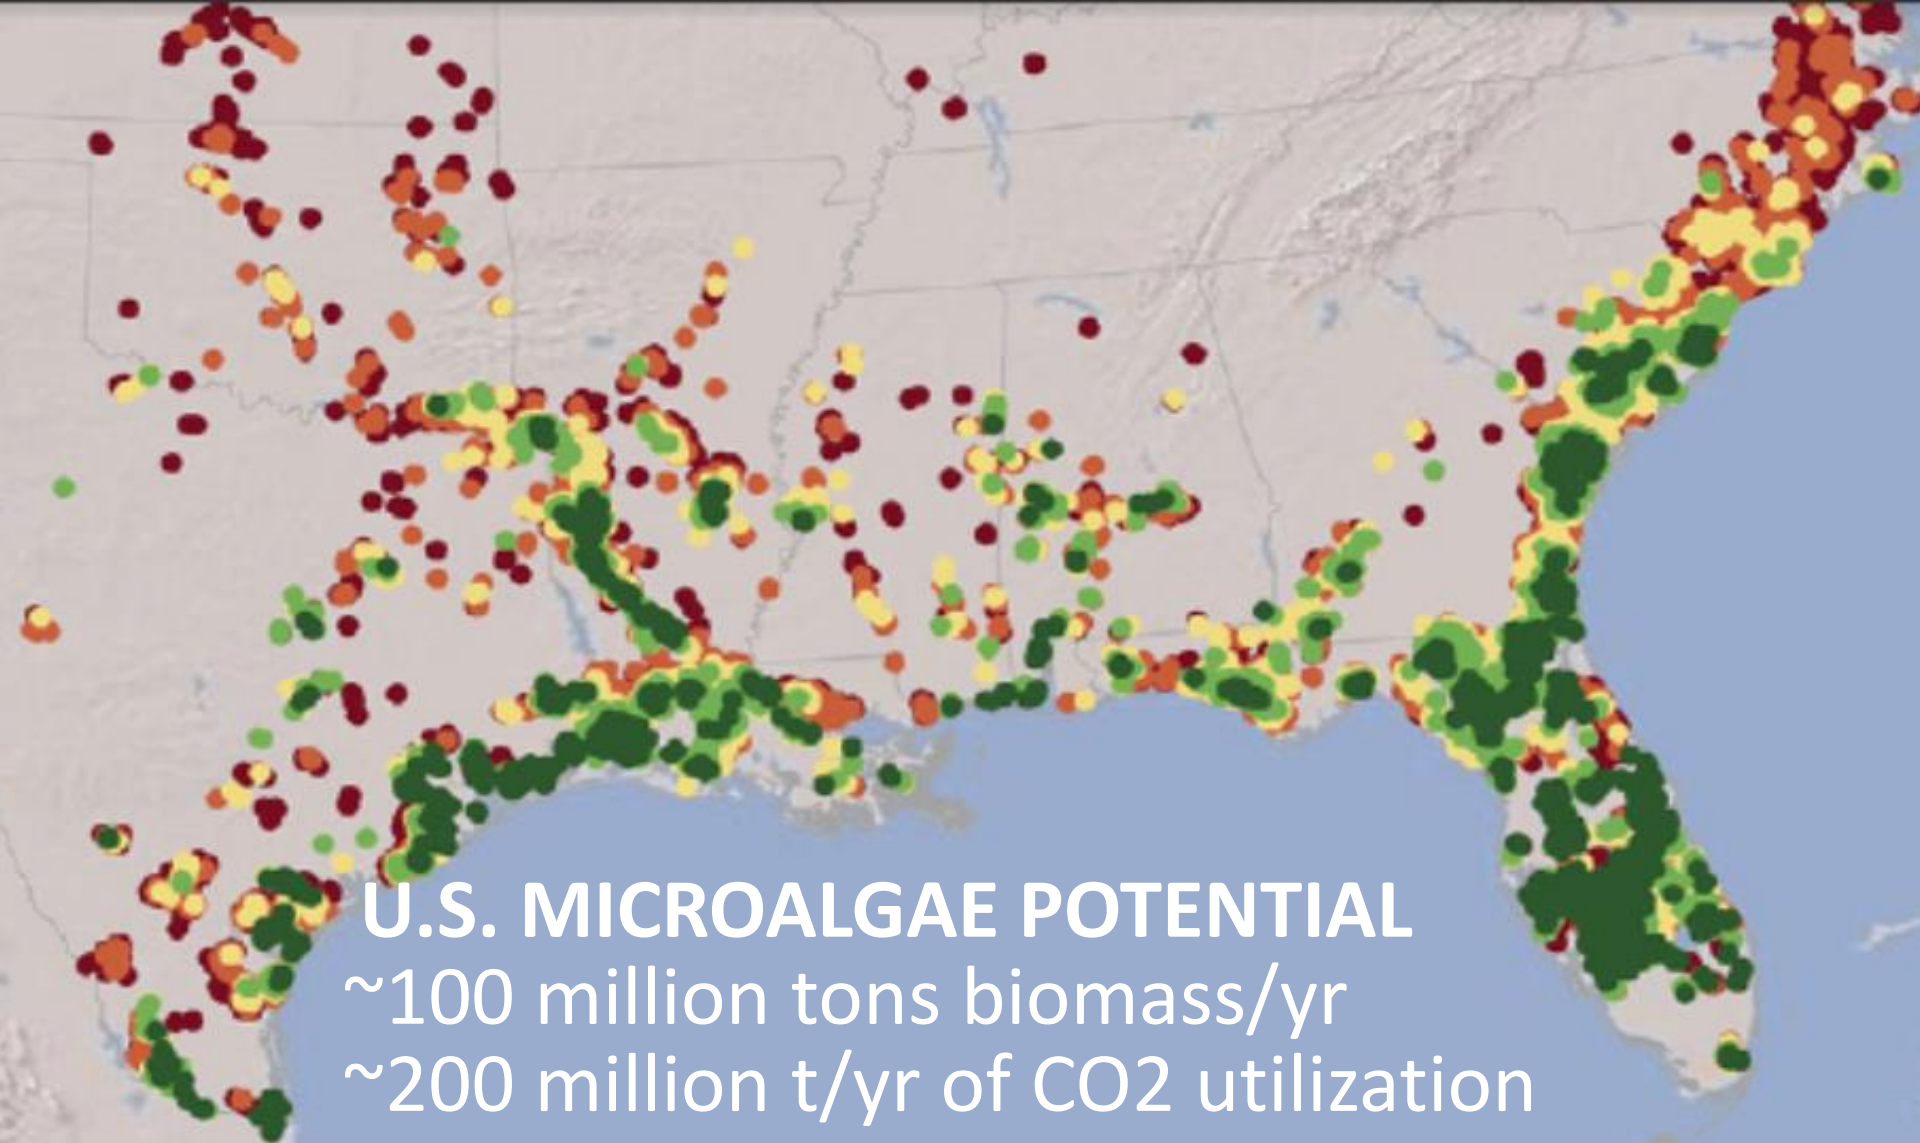 U.S. MICROALGAE POTENTIAL
~100 million tons biomass/yr
~200 million t/yr of CO2 utilization